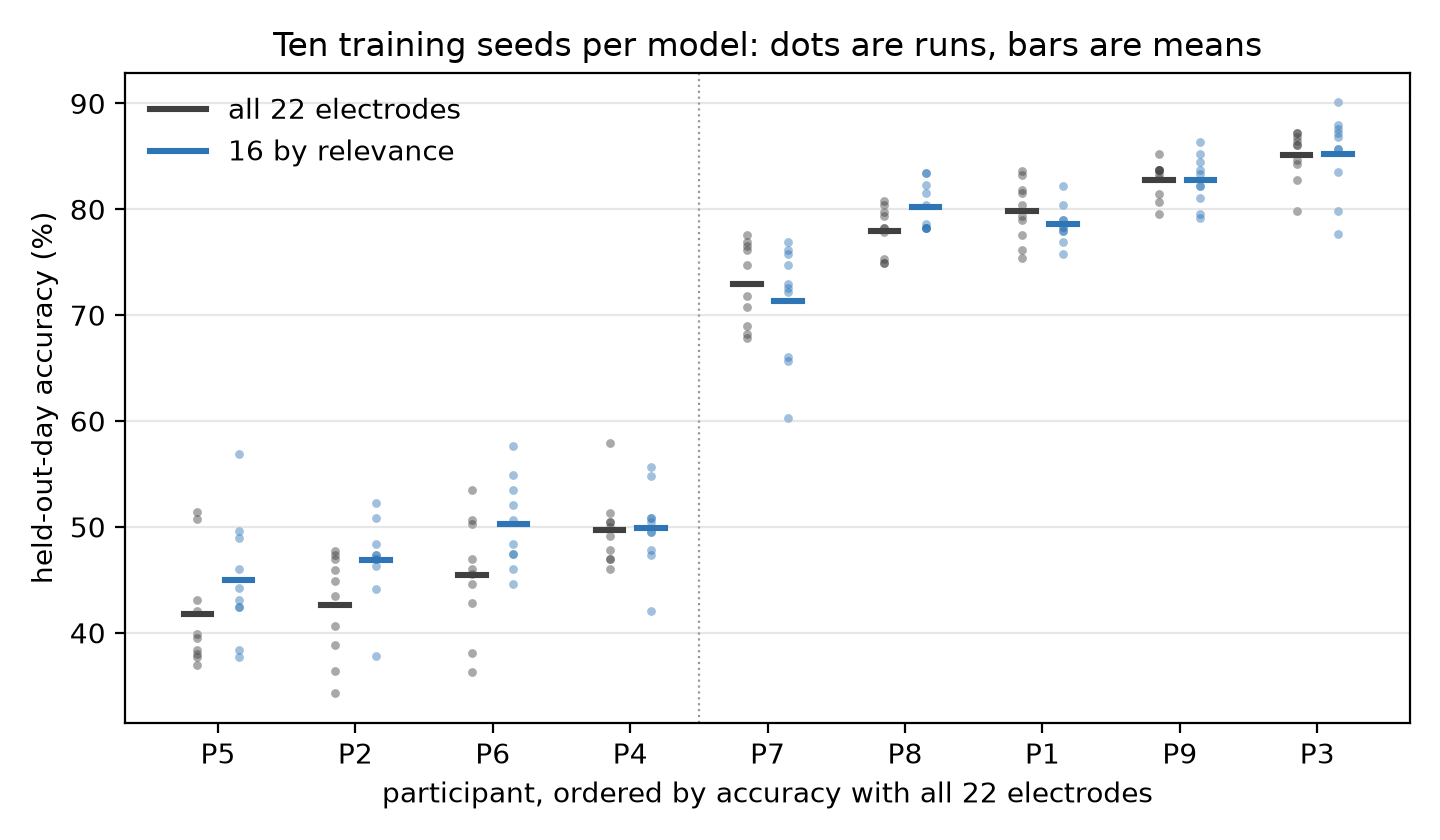 Ten training seeds per model: dots are runs, bars are means
all 22 electrodes
16 by relevance
held-out-day accuracy (%)
90
80
70
60
50
40
P5 P2 P6 P4 P7 P8 P1 P9 P3
participant, ordered by accuracy with all 22 electrodes